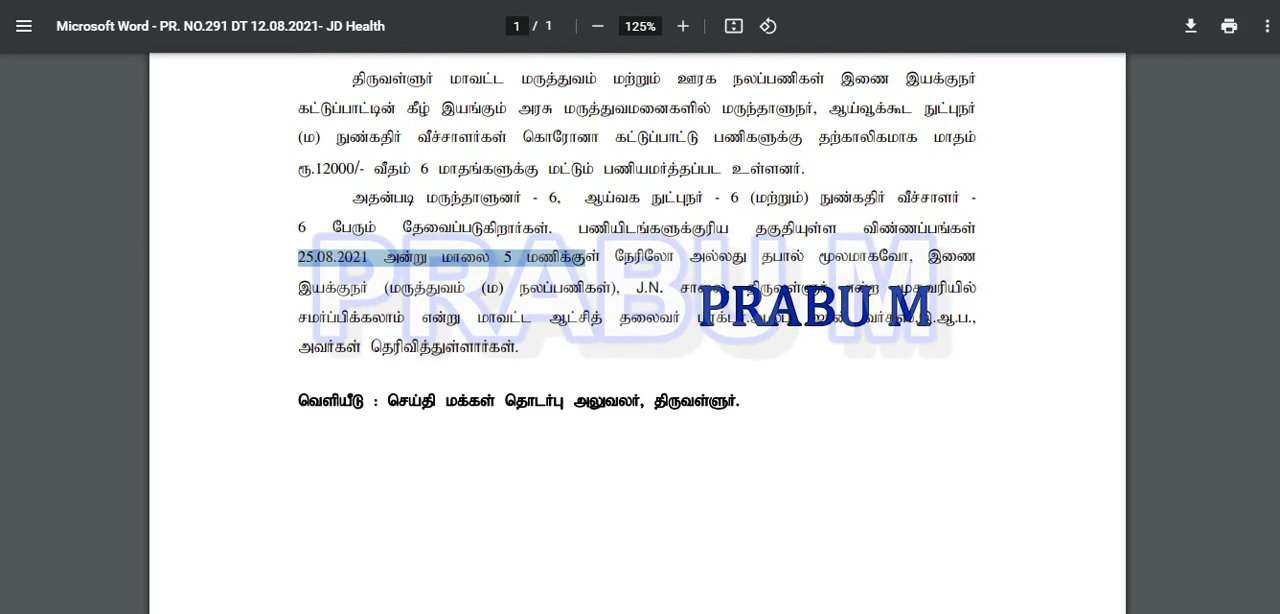 Microsoft Word - PR. NO.291 DT 12.08.2021- JD Health 1 / 1 125%
திருவள்ளுர் மாவட்ட மருத்துவம் மற்றும் ஊரக நலப்பணிகள் இணை இயக்குநர்
கட்டுப்பாட்டின் கீழ் இயங்கும் அரசு மருத்துவமனைகளில் மருந்தாளுநர், ஆய்வூக்கூட நுட்புநர்
(ம) நுண்கதிர் வீச்சாளர்கள் கொரோனா கட்டுப்பாட்டு பணிகளுக்கு தற்காலிகமாக மாதம்
ரூ.12000/- வீதம் 6 மாதங்களுக்கு மட்டும் பணியமர்த்தப்பட உள்ளனர்.
அதன்படி மருந்தாளுனர் - 6, ஆய்வக நுட்புநர் - 6 (மற்றும்) நுண்கதிர் வீச்சாளர் -
6 பேரும் தேவைப்படுகிறார்கள். பணியிடங்களுக்குரிய தகுதியுள்ள விண்ணப்பங்கள்
25.08.2021 அன்று மாலை 5 மணிக்குள் நேரிலோ அல்லது தபால் மூலமாகவோ, இணை
இயக்குநர் (மருத்துவம் (ம) நலப்பணிகள்), J.N. சாலை, திருவள்ளுர் என்ற முகவரியில்
சமர்ப்பிக்கலாம் என்று மாவட்ட ஆட்சித் தலைவர் இ.ஆ.ப.,
அவர்கள் தெரிவித்துள்ளார்கள்.
PRABU M
PRABU M
வெளியீடு : செய்தி மக்கள் தொடர்பு அலுவலர், திருவள்ளுர்.